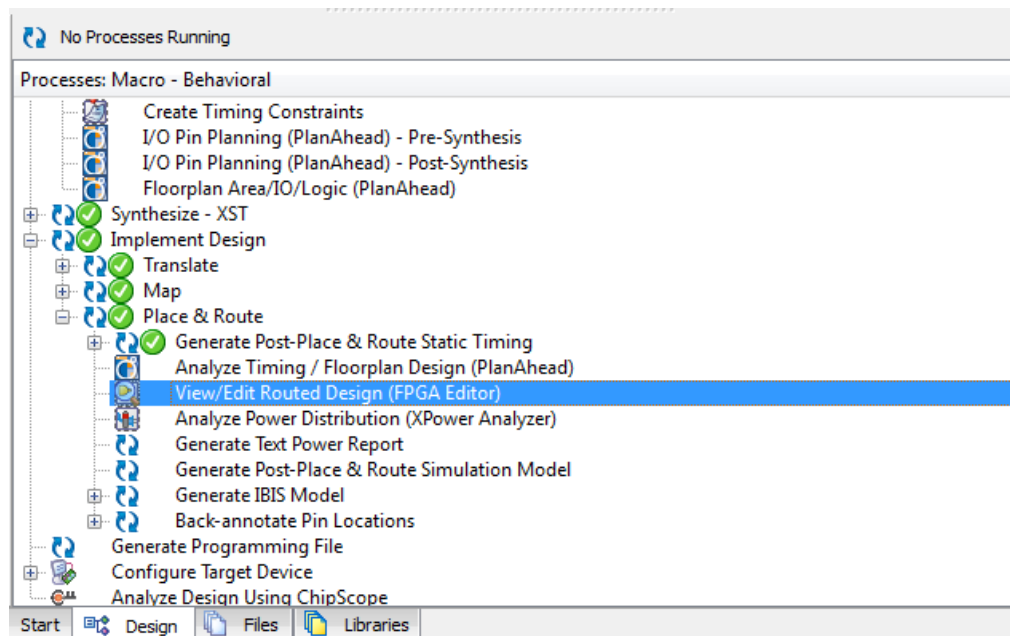 No Processes Running
Processes: Macro - Behavioral
Create Timing Constraints
I/O Pin Planning (PlanAhead) - Pre-Synthesis
I/O Pin Planning (PlanAhead) - Post-Synthesis
Floorplan Area/IO/Logic (PlanAhead)
Synthesize - XST
Implement Design
Translate
Map
Place & Route
Generate Post-Place & Route Static Timing
Analyze Timing / Floorplan Design (PlanAhead)
View/Edit Routed Design (FPGA Editor)
Analyze Power Distribution (XPower Analyzer)
Generate Text Power Report
Generate Post-Place & Route Simulation Model
Generate IBIS Model
Back-annotate Pin Locations
Generate Programming File
Configure Target Device
Analyze Design Using ChipScope
Start Design Files Libraries